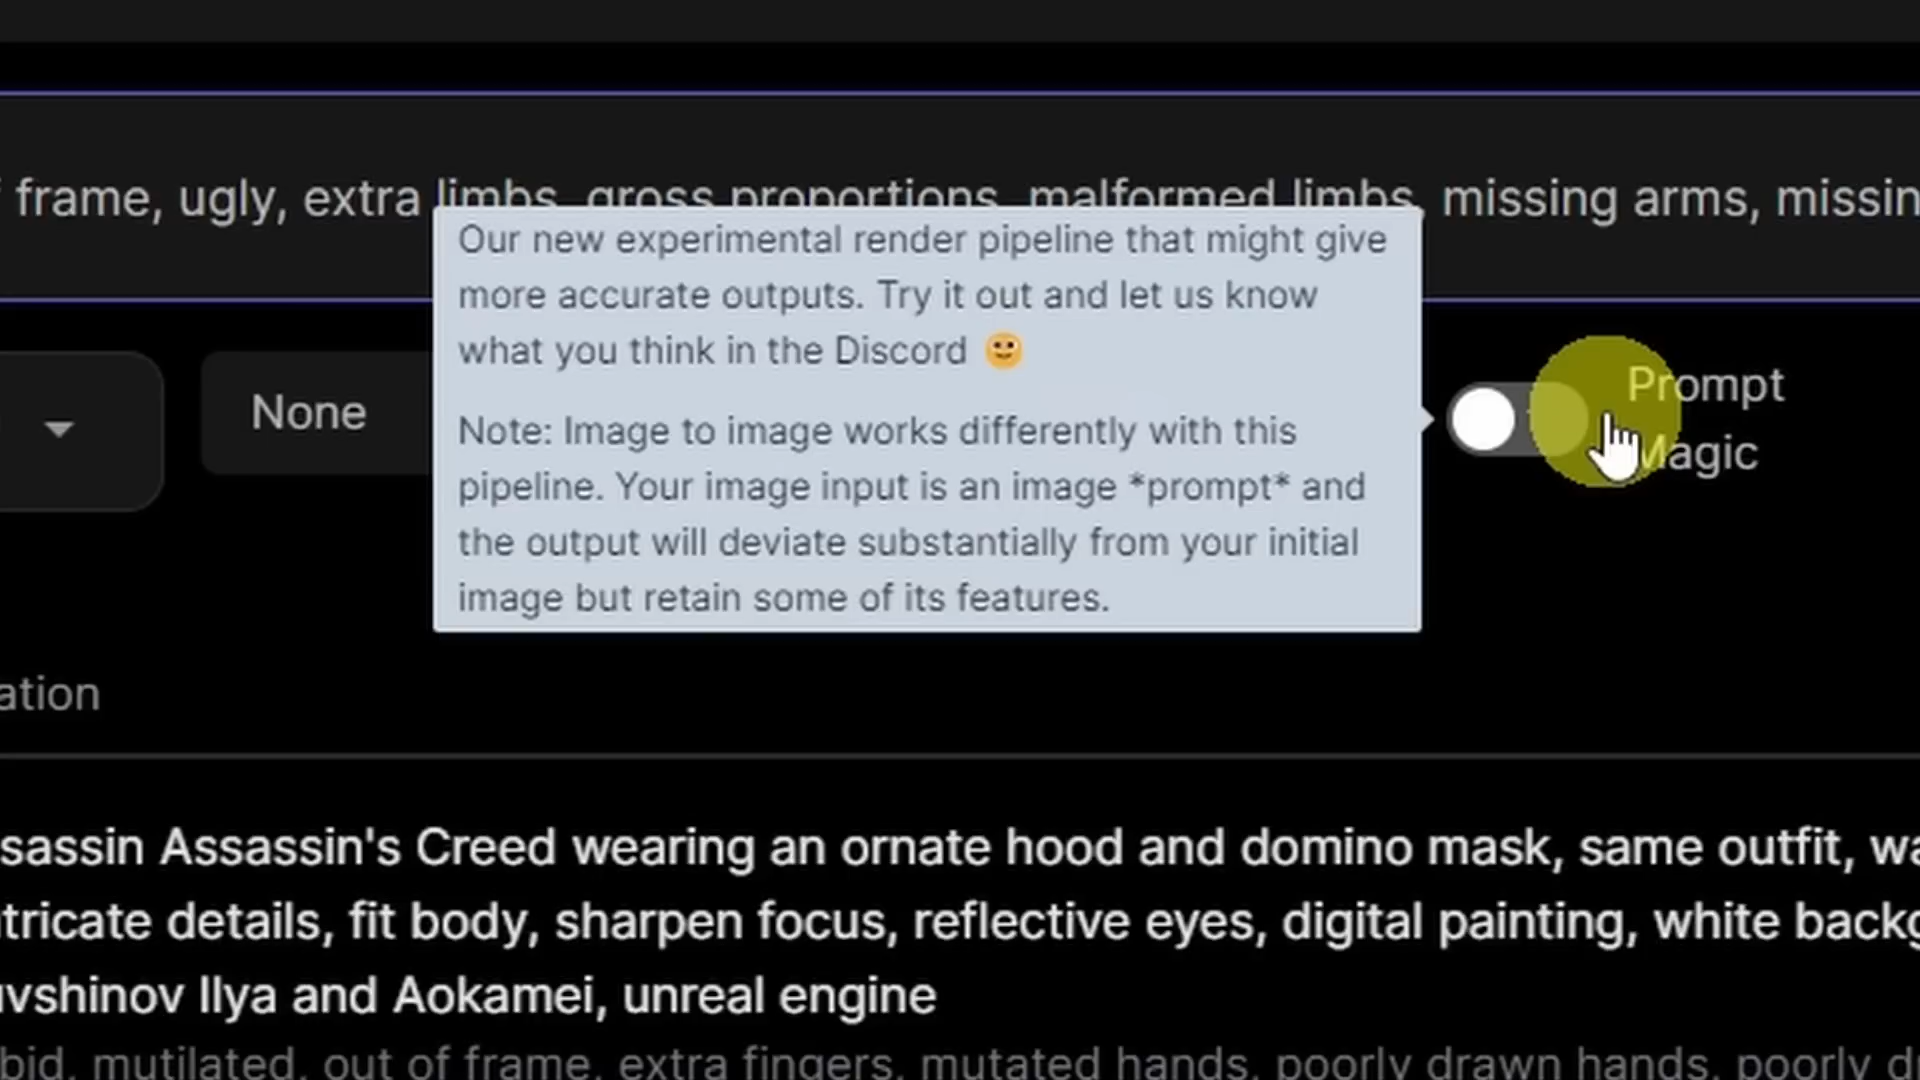 frame, ugly, extra limbs, gross proportions, malformed limbs, missing arms, missin
Our new experimental render pipeline that might give
more accurate outputs. Try it out and let us know
what you think in the Discord 🙂
Note: Image to image works differently with this
pipeline. Your image input is an image *prompt* and
the output will deviate substantially from your initial
image but retain some of its features.
None
Prompt
Magic
ation
sassin Assassin's Creed wearing an ornate hood and domino mask, same outfit, wa
tricate details, fit body, sharpen focus, reflective eyes, digital painting, white backg
uvshinov Ilya and Aokamei, unreal engine
bid, mutilated, out of frame, extra fingers, mutated hands, poorly drawn hands, poorly dr